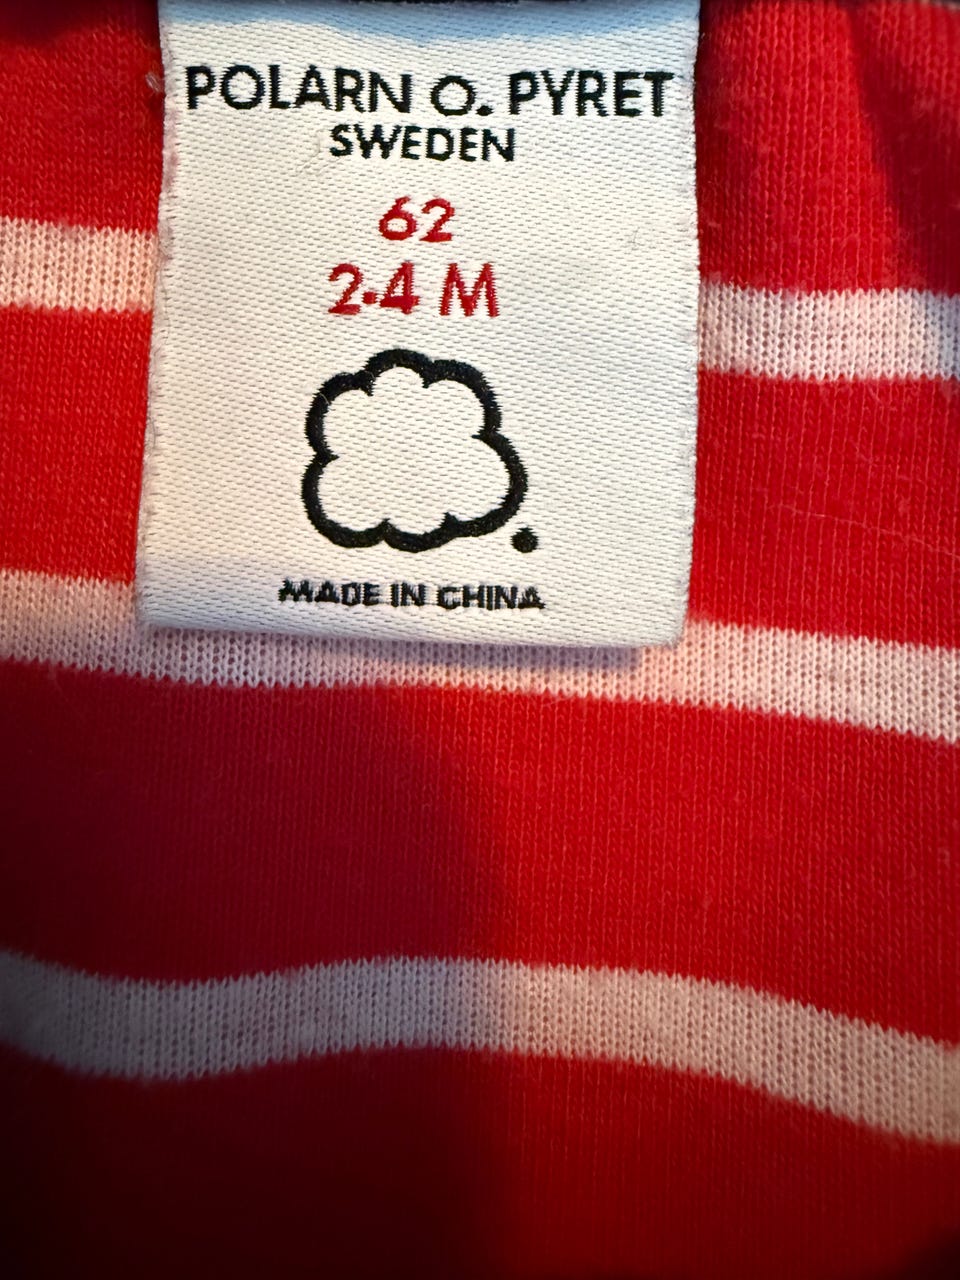 POLARN O. PYRET
SWEDEN
62
2-4 M
MADE IN CHINA